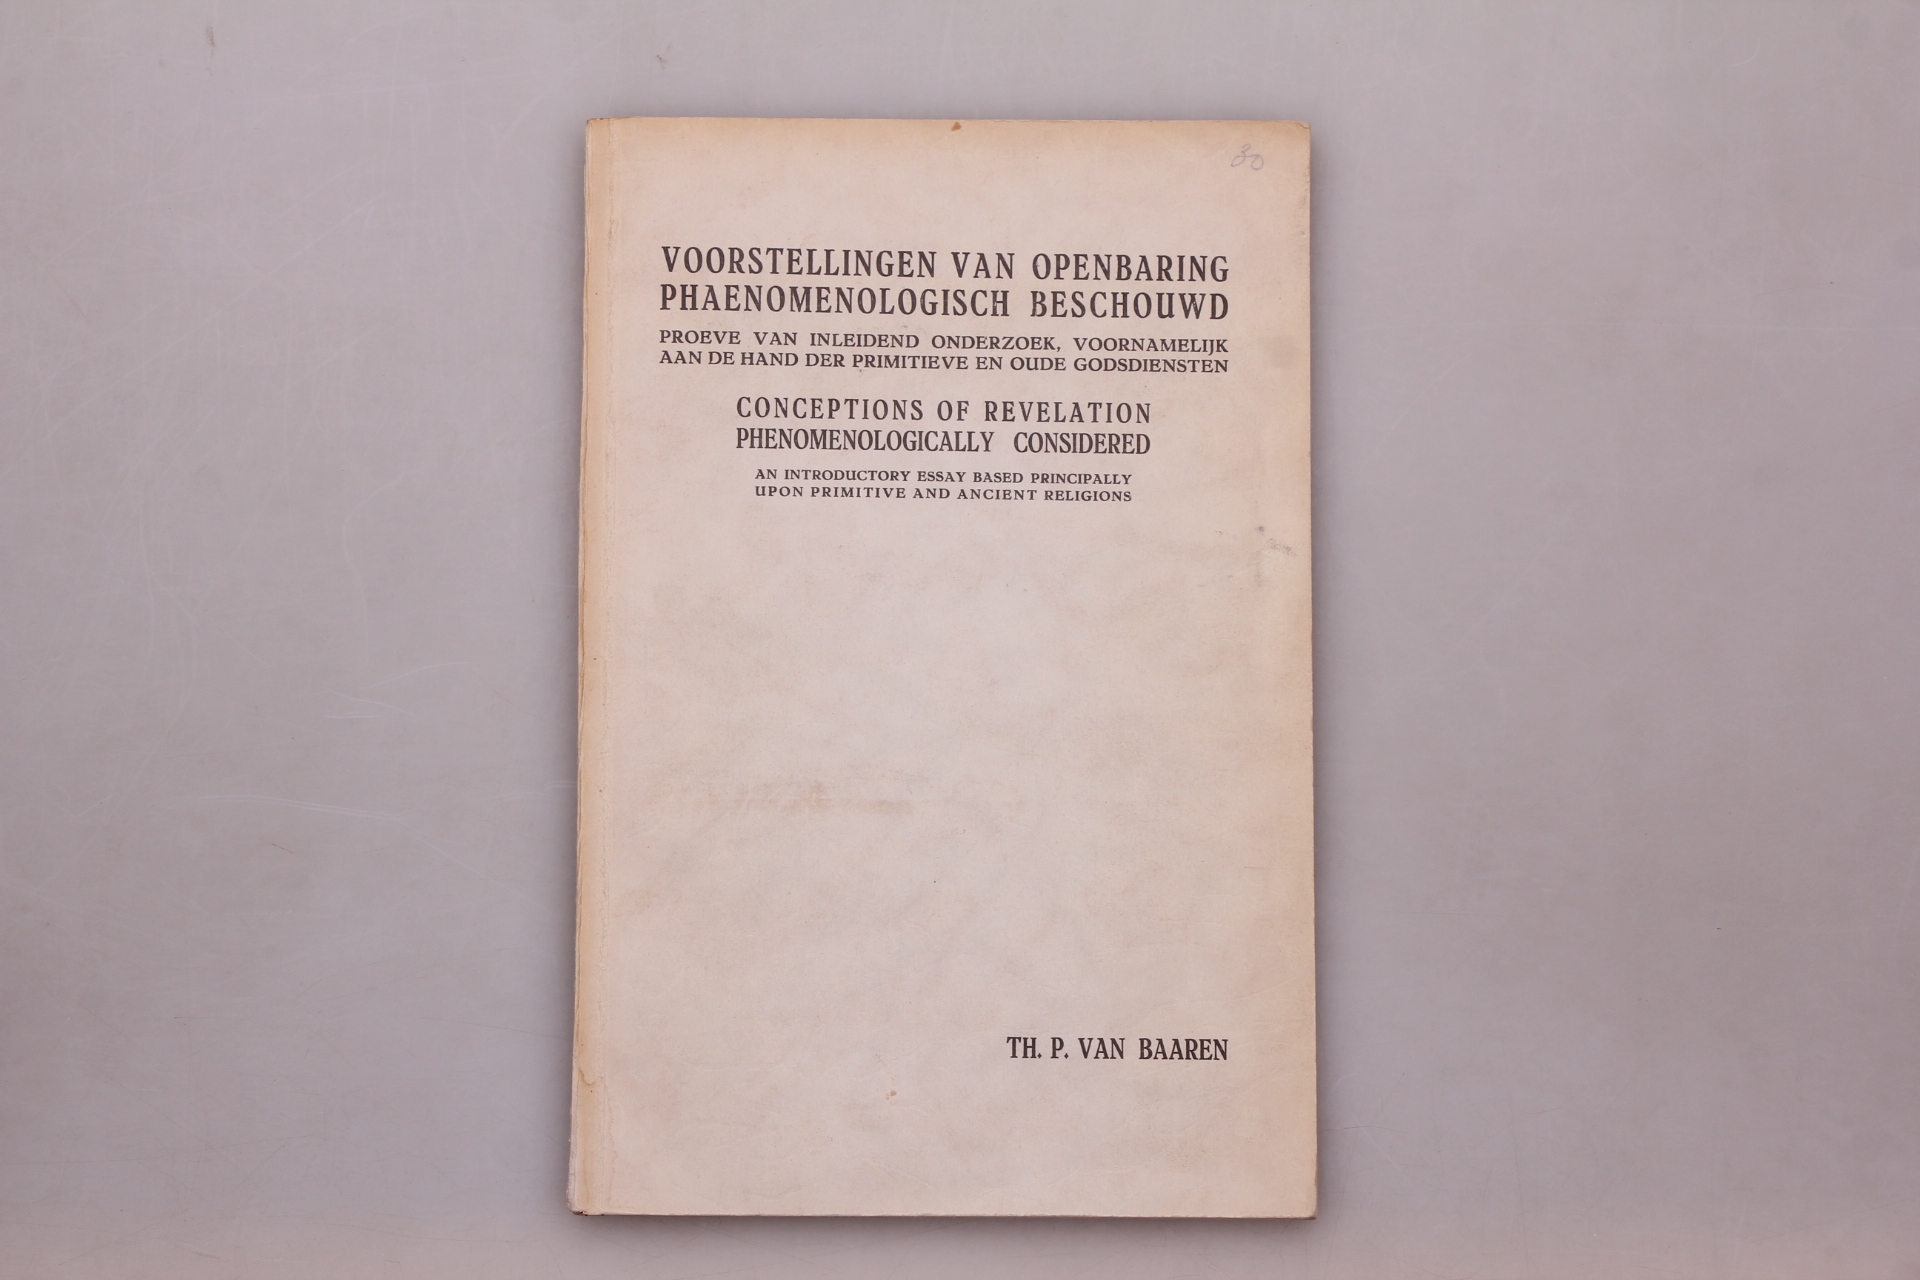 30
VOORSTELLINGEN VAN OPENBARING
PHAENOMENOLOGISCH BESCHOUWD
PROEVE VAN INLEIDEND ONDERZOEK, VOORNAMELIJK
AAN DE HAND DER PRIMITIEVE EN OUDE GODSDIENSTEN
CONCEPTIONS OF REVELATION
PHENOMENOLOGICALLY CONSIDERED
AN INTRODUCTORY ESSAY BASED PRINCIPALLY
UPON PRIMITIVE AND ANCIENT RELIGIONS
TH. P. VAN BAAREN